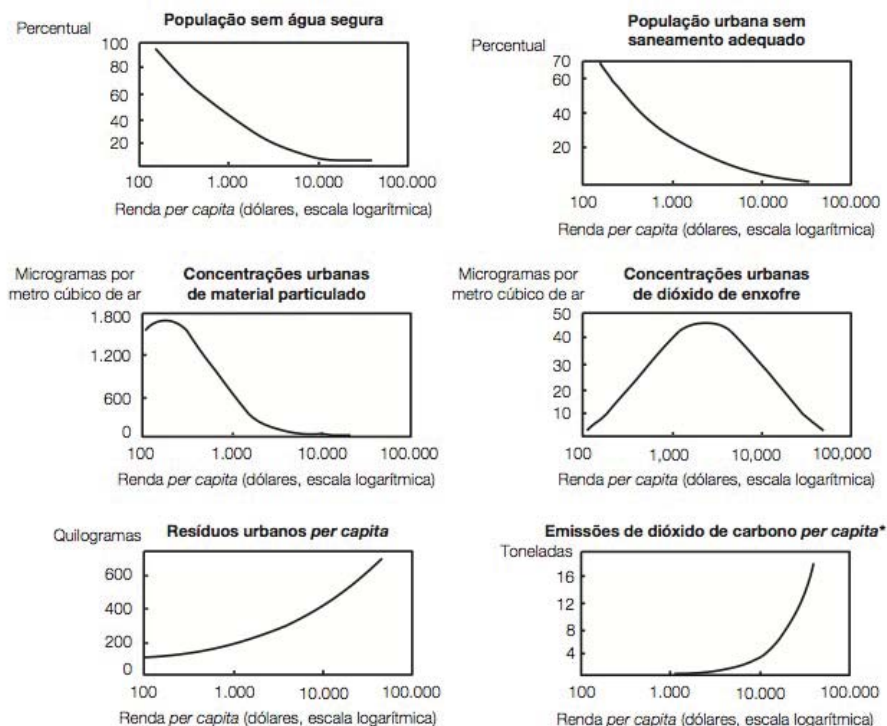 População sem água segura
Percentual
100
80
60
40
20
100 1.000 10.000 100.000
Renda per capita (dólares, escala logarítmica)
População urbana sem
saneamento adequado
Percentual
70
60
40
20
100 1.000 10.000 100.000
Renda per capita (dólares, escala logarítmica)
Microgramas por
metro cúbico de ar
Concentrações urbanas
de material particulado
1.800
1.200
600
0
100 1.000 10.000 100.000
Renda per capita (dólares, escala logarítmica)
Microgramas por
metro cúbico de ar
Concentrações urbanas
de dióxido de enxofre
50
40
30
20
10
100 1,000 10,000 100,000
Renda per capita (dólares, escala logarítmica)
Quilogramas
Resíduos urbanos per capita
600
400
200
0
100 1.000 10.000 100.000
Renda per capita (dólares, escala logarítmica)
Emissões de dióxido de carbono per capita*
Toneladas
16
12
8
4
100 1.000 10.000 100.000
Renda per capita (dólares, escala logarítmica)